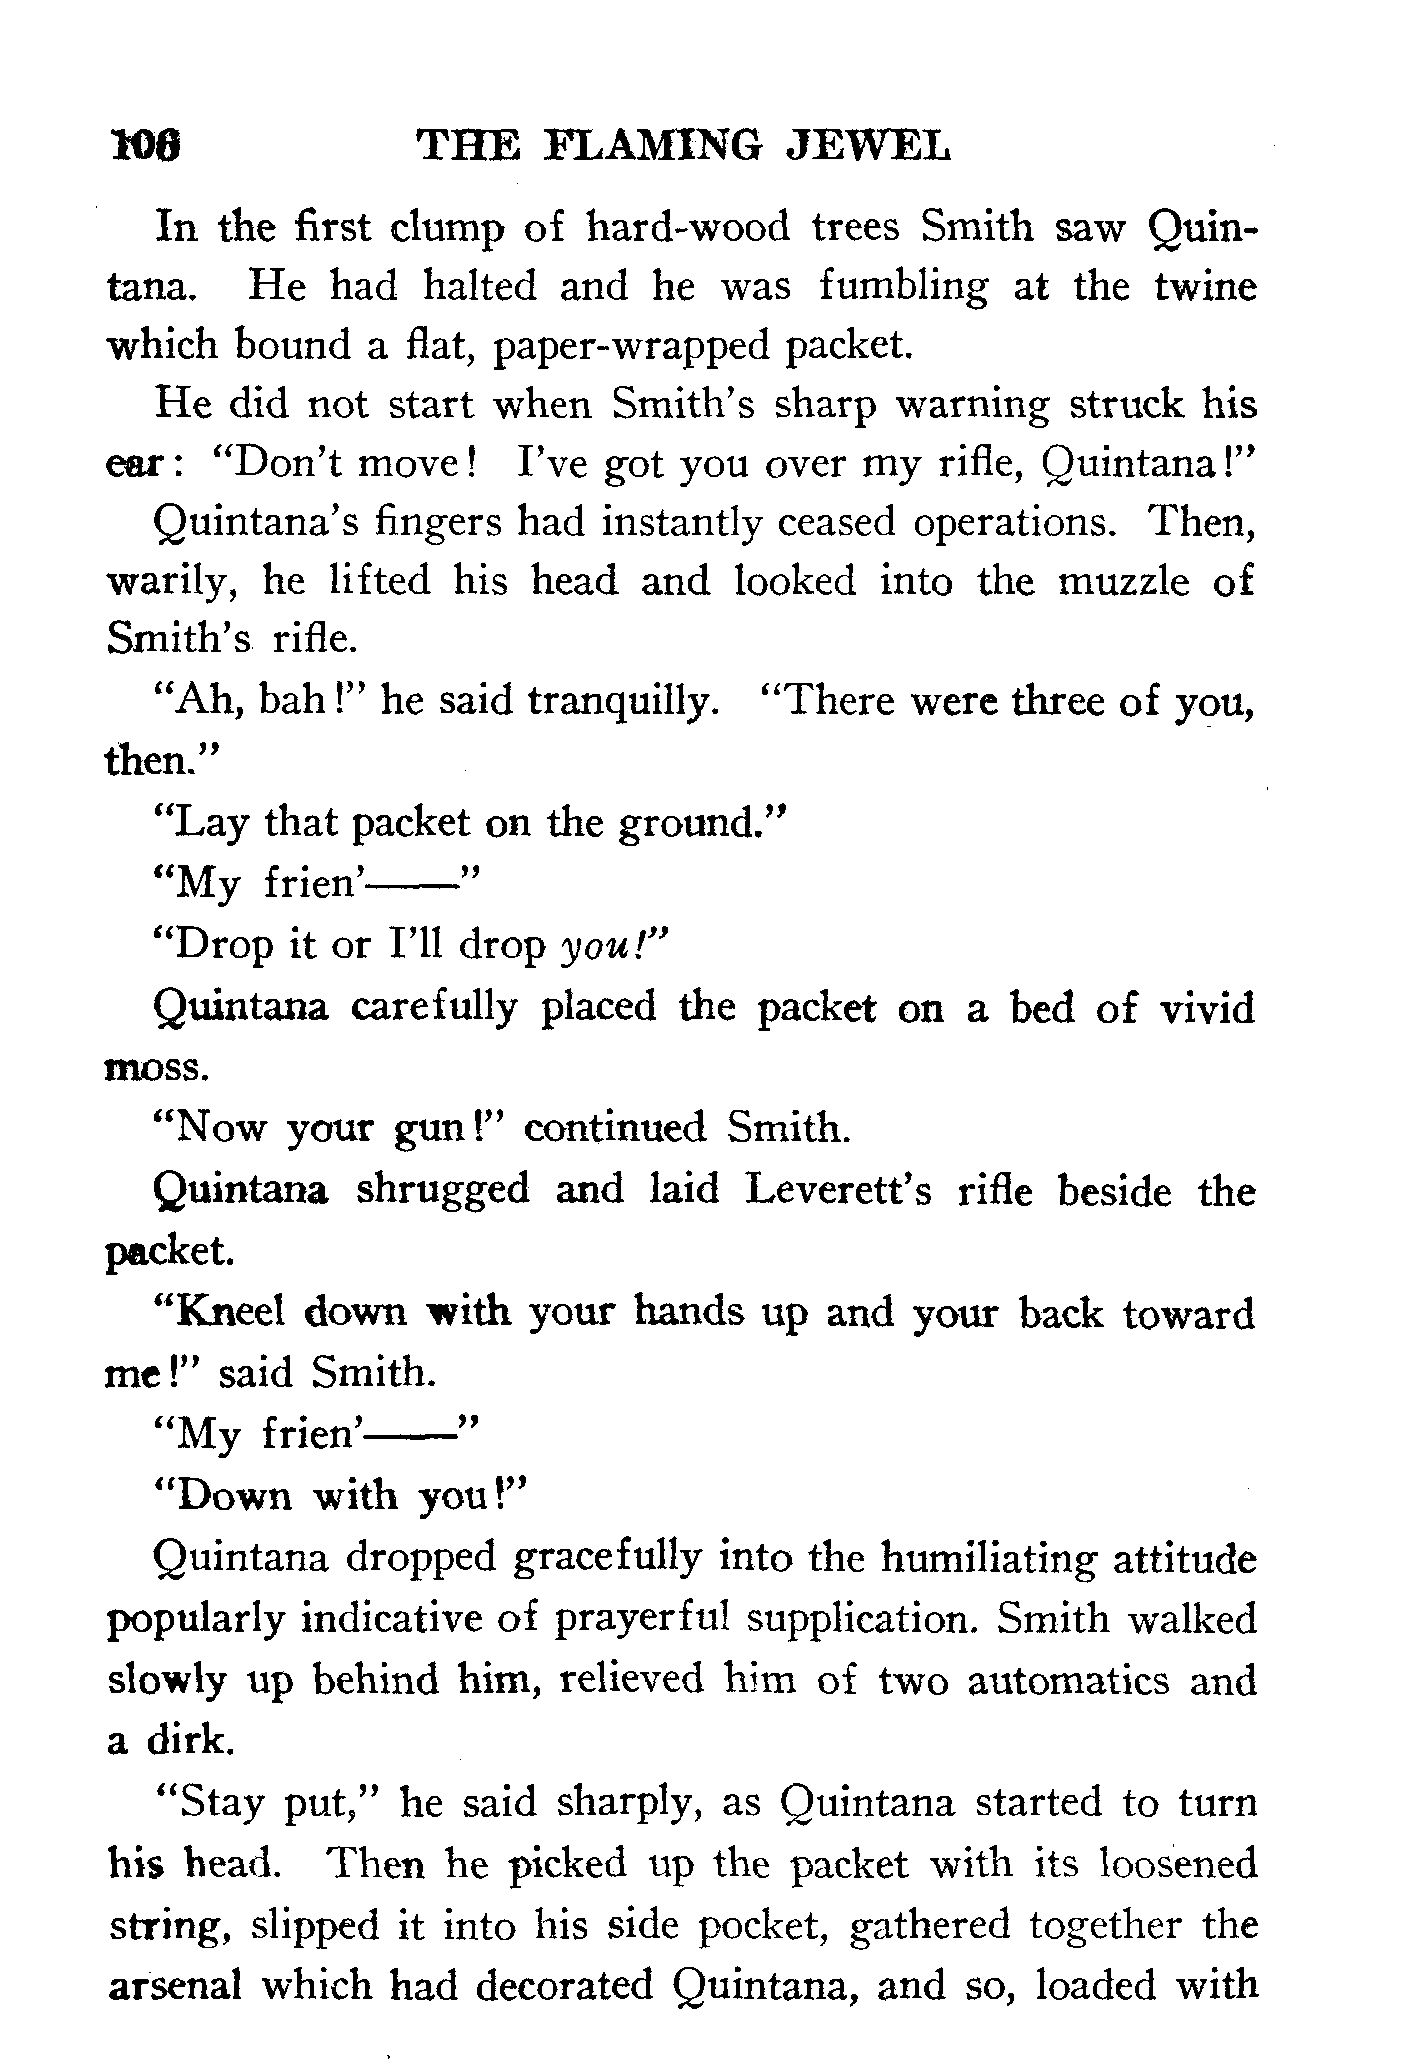 106 THE FLAMING JEWEL
In the first clump of hard-wood trees Smith saw Quin-
tana. He had halted and he was fumbling at the twine
which bound a flat, paper-wrapped packet.
He did not start when Smith's sharp warning struck his
ear: "Don't move! I've got you over my rifle, Quintana!"
Quintana's fingers had instantly ceased operations. Then,
warily, he lifted his head and looked into the muzzle of
Smith's rifle.
"Ah, bah!" he said tranquilly. "There were three of you,
then."
"Lay that packet on the ground."
"My frien'——"
"Drop it or I'll drop you!"
Quintana carefully placed the packet on a bed of vivid
moss.
"Now your gun!" continued Smith.
Quintana shrugged and laid Leverett's rifle beside the
packet.
"Kneel down with your hands up and your back toward
me!" said Smith.
"My frien'——"
"Down with you!"
Quintana dropped gracefully into the humiliating attitude
popularly indicative of prayerful supplication. Smith walked
slowly up behind him, relieved him of two automatics and
a dirk.
"Stay put," he said sharply, as Quintana started to turn
his head. Then he picked up the packet with its loosened
string, slipped it into his side pocket, gathered together the
arsenal which had decorated Quintana, and so, loaded with